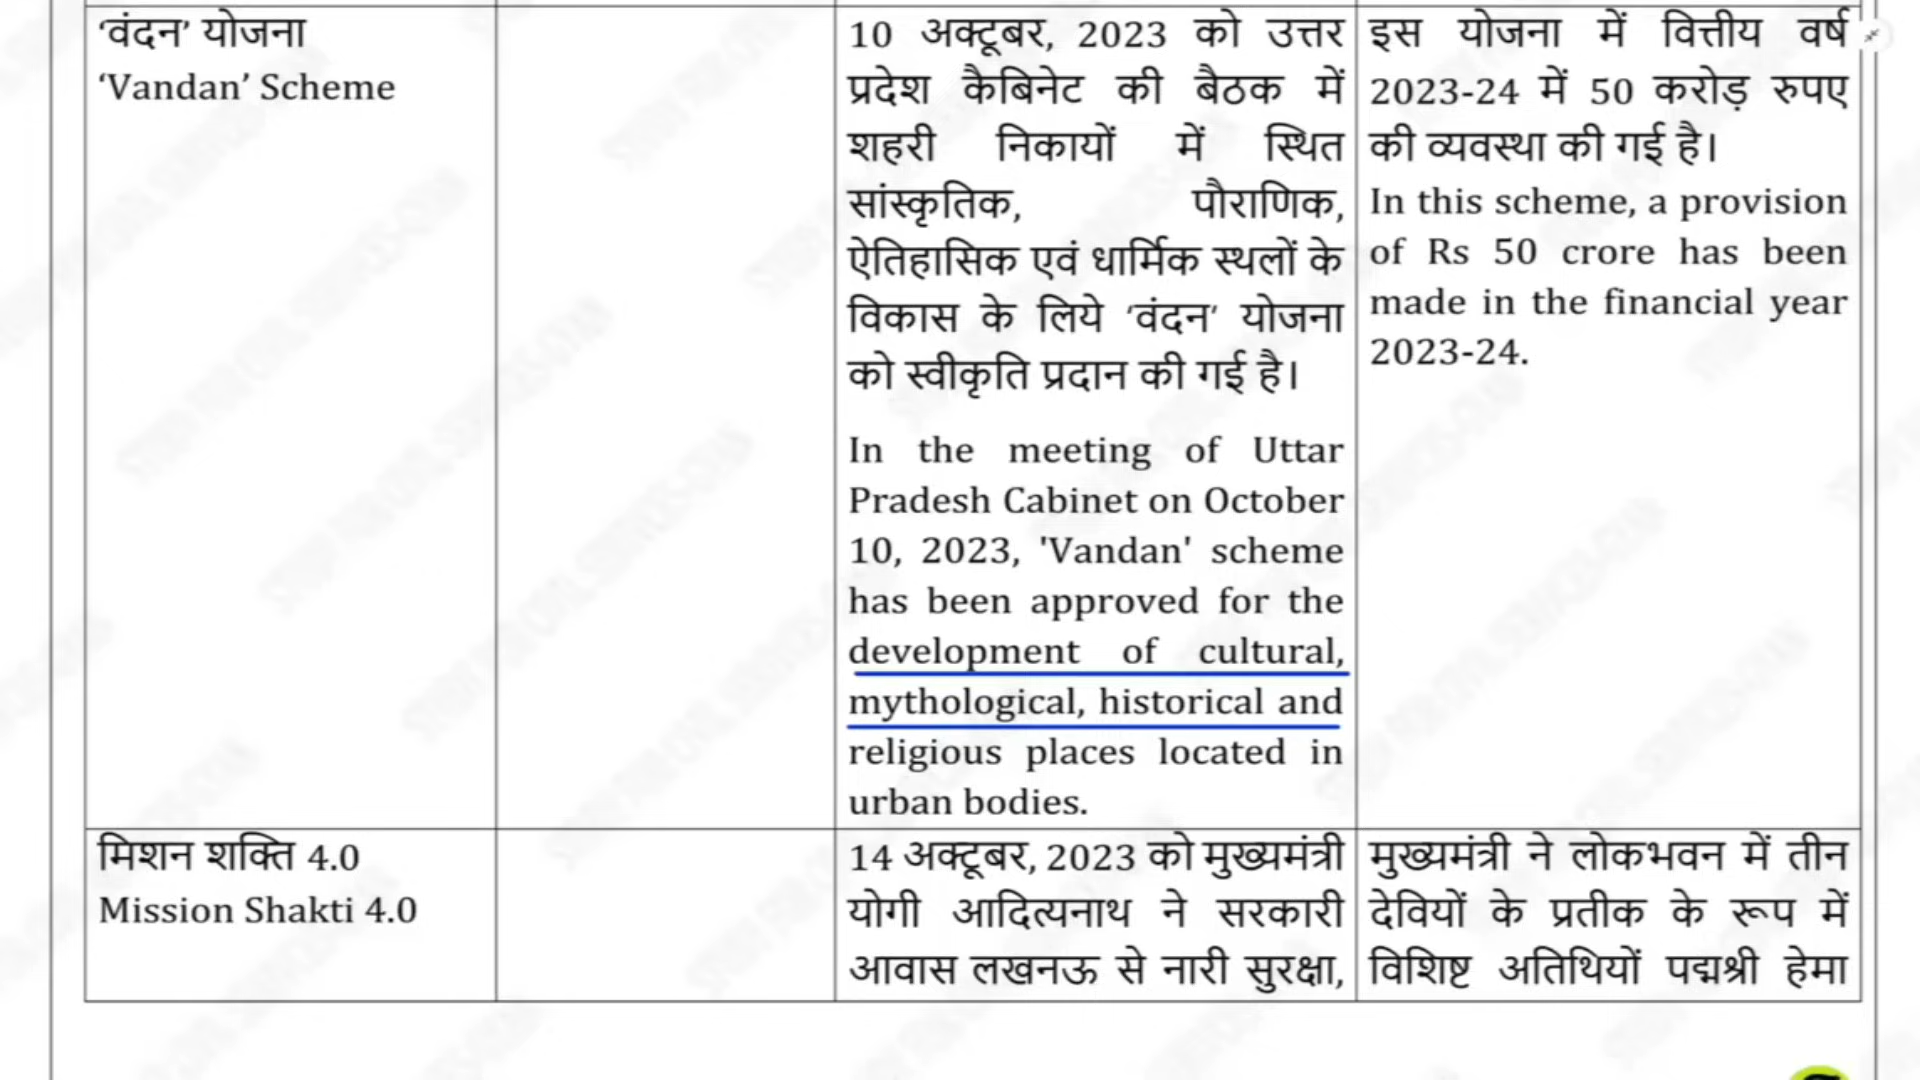 ‘वंदन’ योजना
‘Vandan’ Scheme
10 अक्टूबर, 2023 को उत्तर
प्रदेश कैबिनेट की बैठक में
शहरी निकायों में स्थित
सांस्कृतिक, पौराणिक,
ऐतिहासिक एवं धार्मिक स्थलों के
विकास के लिये ‘वंदन’ योजना
को स्वीकृति प्रदान की गई है।
In the meeting of Uttar
Pradesh Cabinet on October
10, 2023, 'Vandan' scheme
has been approved for the
development of cultural,
mythological, historical and
religious places located in
urban bodies.
इस योजना में वित्तीय वर्ष
2023-24 में 50 करोड़ रुपए
की व्यवस्था की गई है।
In this scheme, a provision
of Rs 50 crore has been
made in the financial year
2023-24.
मिशन शक्ति 4.0
Mission Shakti 4.0
14 अक्टूबर, 2023 को मुख्यमंत्री
योगी आदित्यनाथ ने सरकारी
आवास लखनऊ से नारी सुरक्षा,
मुख्यमंत्री ने लोकभवन में तीन
देवियों के प्रतीक के रूप में
विशिष्ट अतिथियों पद्मश्री हेमा